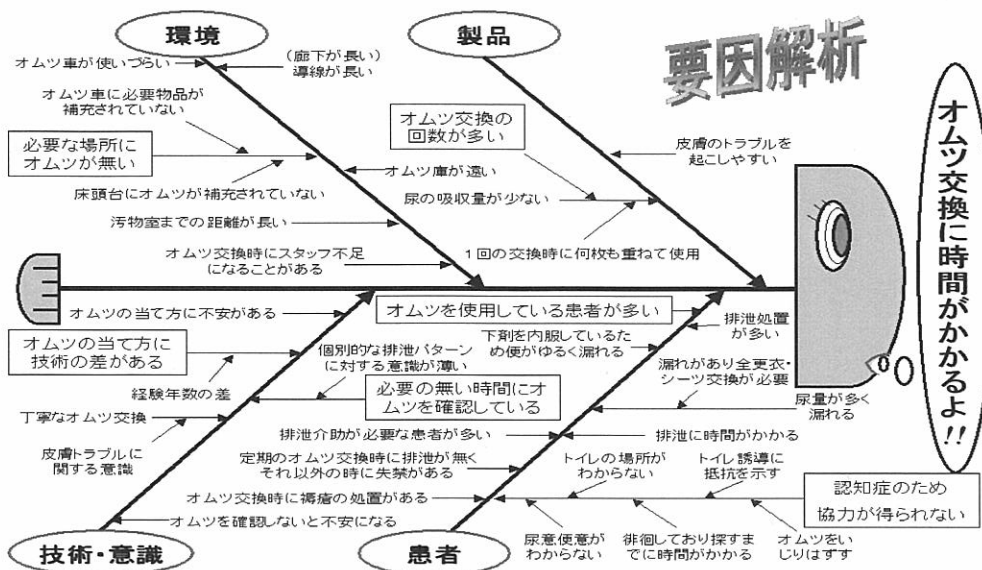 環境
製品
要因解析
オムツ車が使いづらい
(廊下が長い)
導線が長い
オムツ車に必要物品が
補充されていない
必要な場所に
オムツが無い
床頭台にオムツが補充されていない
オムツ庫が遠い
汚物室までの距離が長い
オムツ交換時にスタッフ不足
になることがある
オムツ交換の
回数が多い
皮膚のトラブルを
起こしやすい
尿の吸収量が少ない
1回の交換時に何枚も重ねて使用
オムツ交換に時間がかかるよ!!
オムツの当て方に不安がある
オムツの当て方に
技術の差がある
経験年数の差
個別的な排泄パターン
に対する意識が薄い
必要の無い時間にオ
ムツを確認している
丁寧なオムツ交換
皮膚トラブルに
関する意識
オムツを確認しないと不安になる
技術・意識
オムツを使用している患者が多い
排泄処置
が多い
下剤を内服しているた
め便がゆるく漏れる
漏れがあり全更衣・
シーツ交換が必要
尿量が多く
漏れる
排泄介助が必要な患者が多い
排泄に時間がかかる
定期のオムツ交換時に排泄が無く
それ以外の時に失禁がある
トイレの場所が
わからない
トイレ誘導に
抵抗を示す
オムツ交換時に褥瘡の処置がある
認知症のため
協力が得られない
尿意便意が
わからない
徘徊しており探すま
でに時間がかかる
オムツをい
じりはずす
患者